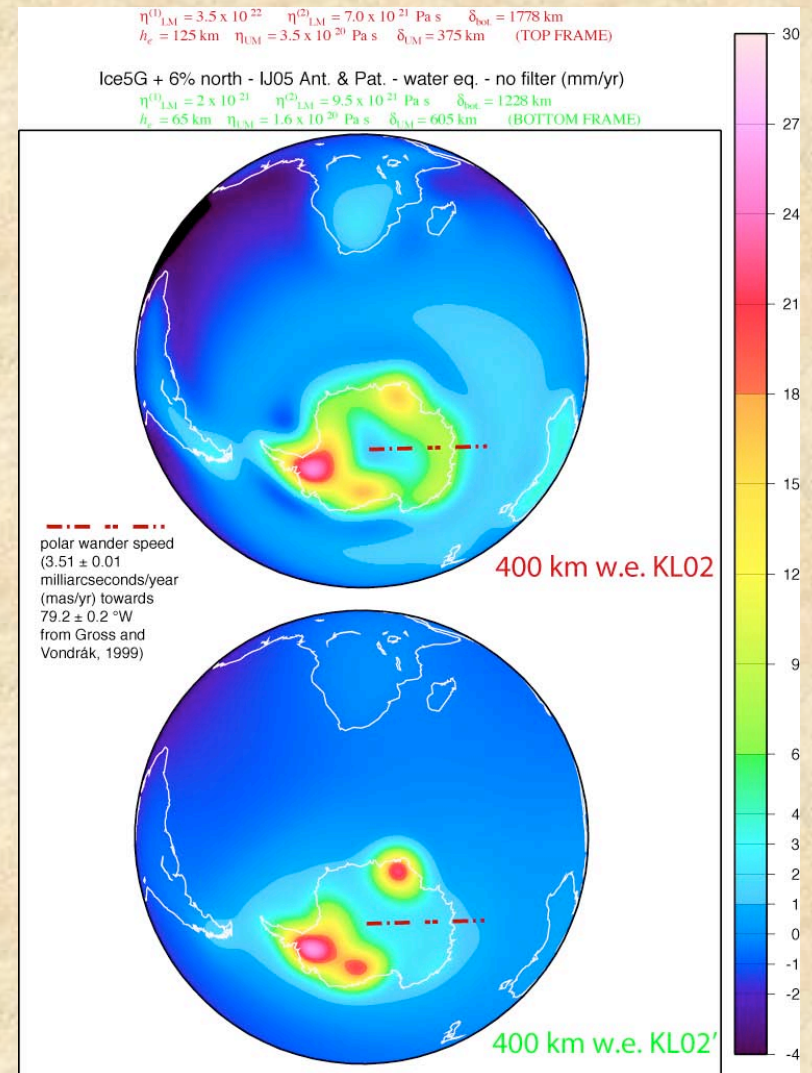 η⁽¹⁾LM = 3.5 x 10²² η⁽²⁾LM = 7.0 x 10²¹ Pa s δbot. = 1778 km
hₑ = 125 km ηUM = 3.5 x 10²⁰ Pa s δUM = 375 km (TOP FRAME)
Ice5G + 6% north - IJ05 Ant. & Pat. - water eq. - no filter (mm/yr)
η⁽¹⁾LM = 2 x 10²¹ η⁽²⁾LM = 9.5 x 10²¹ Pa s δbot. = 1228 km
hₑ = 65 km ηUM = 1.6 x 10²⁰ Pa s δUM = 605 km (BOTTOM FRAME)
polar wander speed
(3.51 ± 0.01
milliarcseconds/year
(mas/yr) towards
79.2 ± 0.2 °W
from Gross and
Vondrák, 1999)
400 km w.e. KL02
400 km w.e. KL02'
30
27
24
21
18
15
12
9
6
4
3
2
1
0
-1
-2
-4